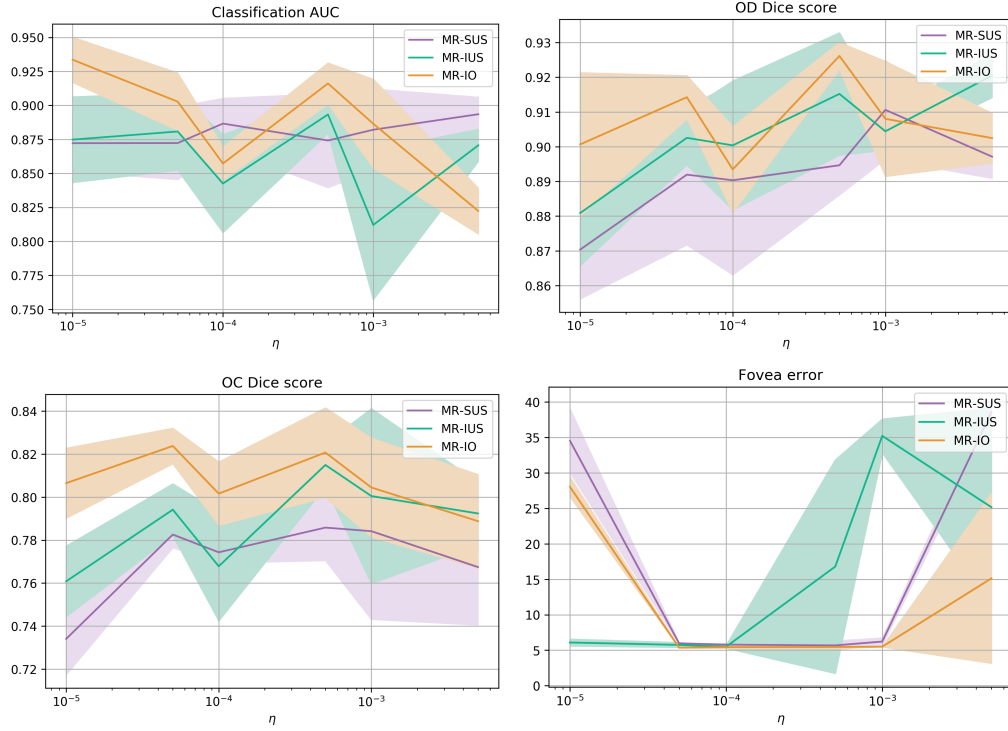 Classification AUC
0.950
0.925
0.900
0.875
0.850
0.825
0.800
0.775
0.750
10⁻⁵
10⁻⁴
10⁻³
η
MR-SUS
MR-IUS
MR-IO
OD Dice score
0.93
0.92
0.91
0.90
0.89
0.88
0.87
0.86
10⁻⁵
10⁻⁴
10⁻³
η
MR-SUS
MR-IUS
MR-IO
OC Dice score
0.84
0.82
0.80
0.78
0.76
0.74
0.72
10⁻⁵
10⁻⁴
10⁻³
η
MR-SUS
MR-IUS
MR-IO
Fovea error
40
35
30
25
20
15
10
5
0
10⁻⁵
10⁻⁴
10⁻³
η
MR-SUS
MR-IUS
MR-IO